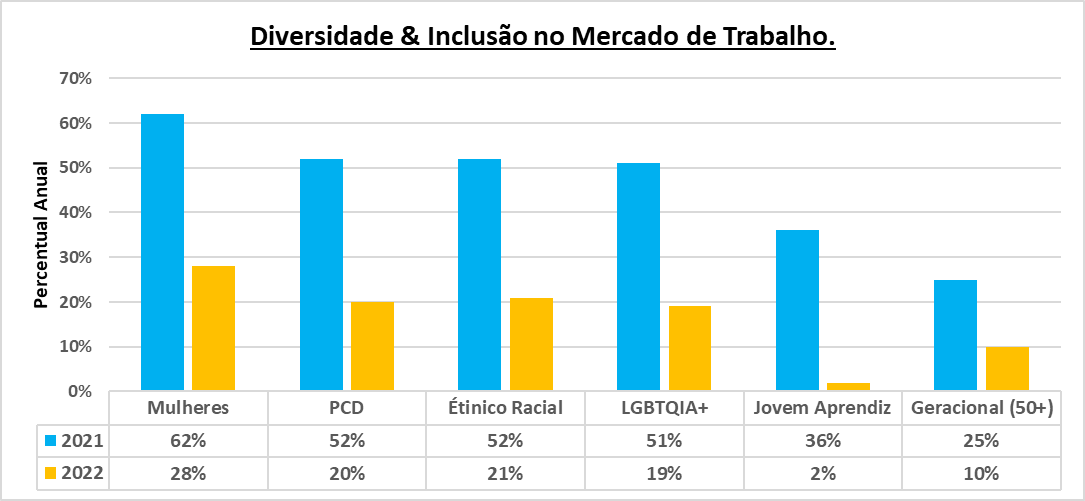 Diversidade & Inclusão no Mercado de Trabalho.
Percentual Anual
70%
60%
50%
40%
30%
20%
10%
0%
Mulheres PCD Étinico Racial LGBTQIA+ Jovem Aprendiz Geracional (50+)
2021 62% 52% 52% 51% 36% 25%
2022 28% 20% 21% 19% 2% 10%